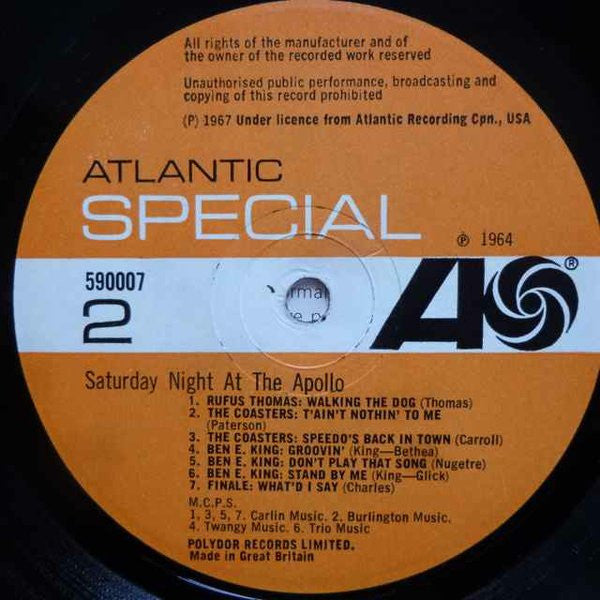 All rights of the manufacturer and of
the owner of the recorded work reserved
Unauthorised public performance, broadcasting and
copying of this record prohibited
(P) 1967 Under licence from Atlantic Recording Cpn., USA
ATLANTIC
SPECIAL
℗ 1964
590007
2
A
®
Saturday Night At The Apollo
1. RUFUS THOMAS: WALKING THE DOG (Thomas)
2. THE COASTERS: T'AIN'T NOTHIN' TO ME
(Paterson)
3. THE COASTERS: SPEEDO'S BACK IN TOWN (Carroll)
4. BEN E. KING: GROOVIN' (King—Bethea)
5. BEN E. KING: DON'T PLAY THAT SONG (Nugetre)
6. BEN E. KING: STAND BY ME (King—Glick)
7. FINALE: WHAT'D I SAY (Charles)
M.C.P.S.
1, 3, 5, 7. Carlin Music. 2. Burlington Music.
4. Twangy Music. 6. Trio Music
POLYDOR RECORDS LIMITED.
Made in Great Britain